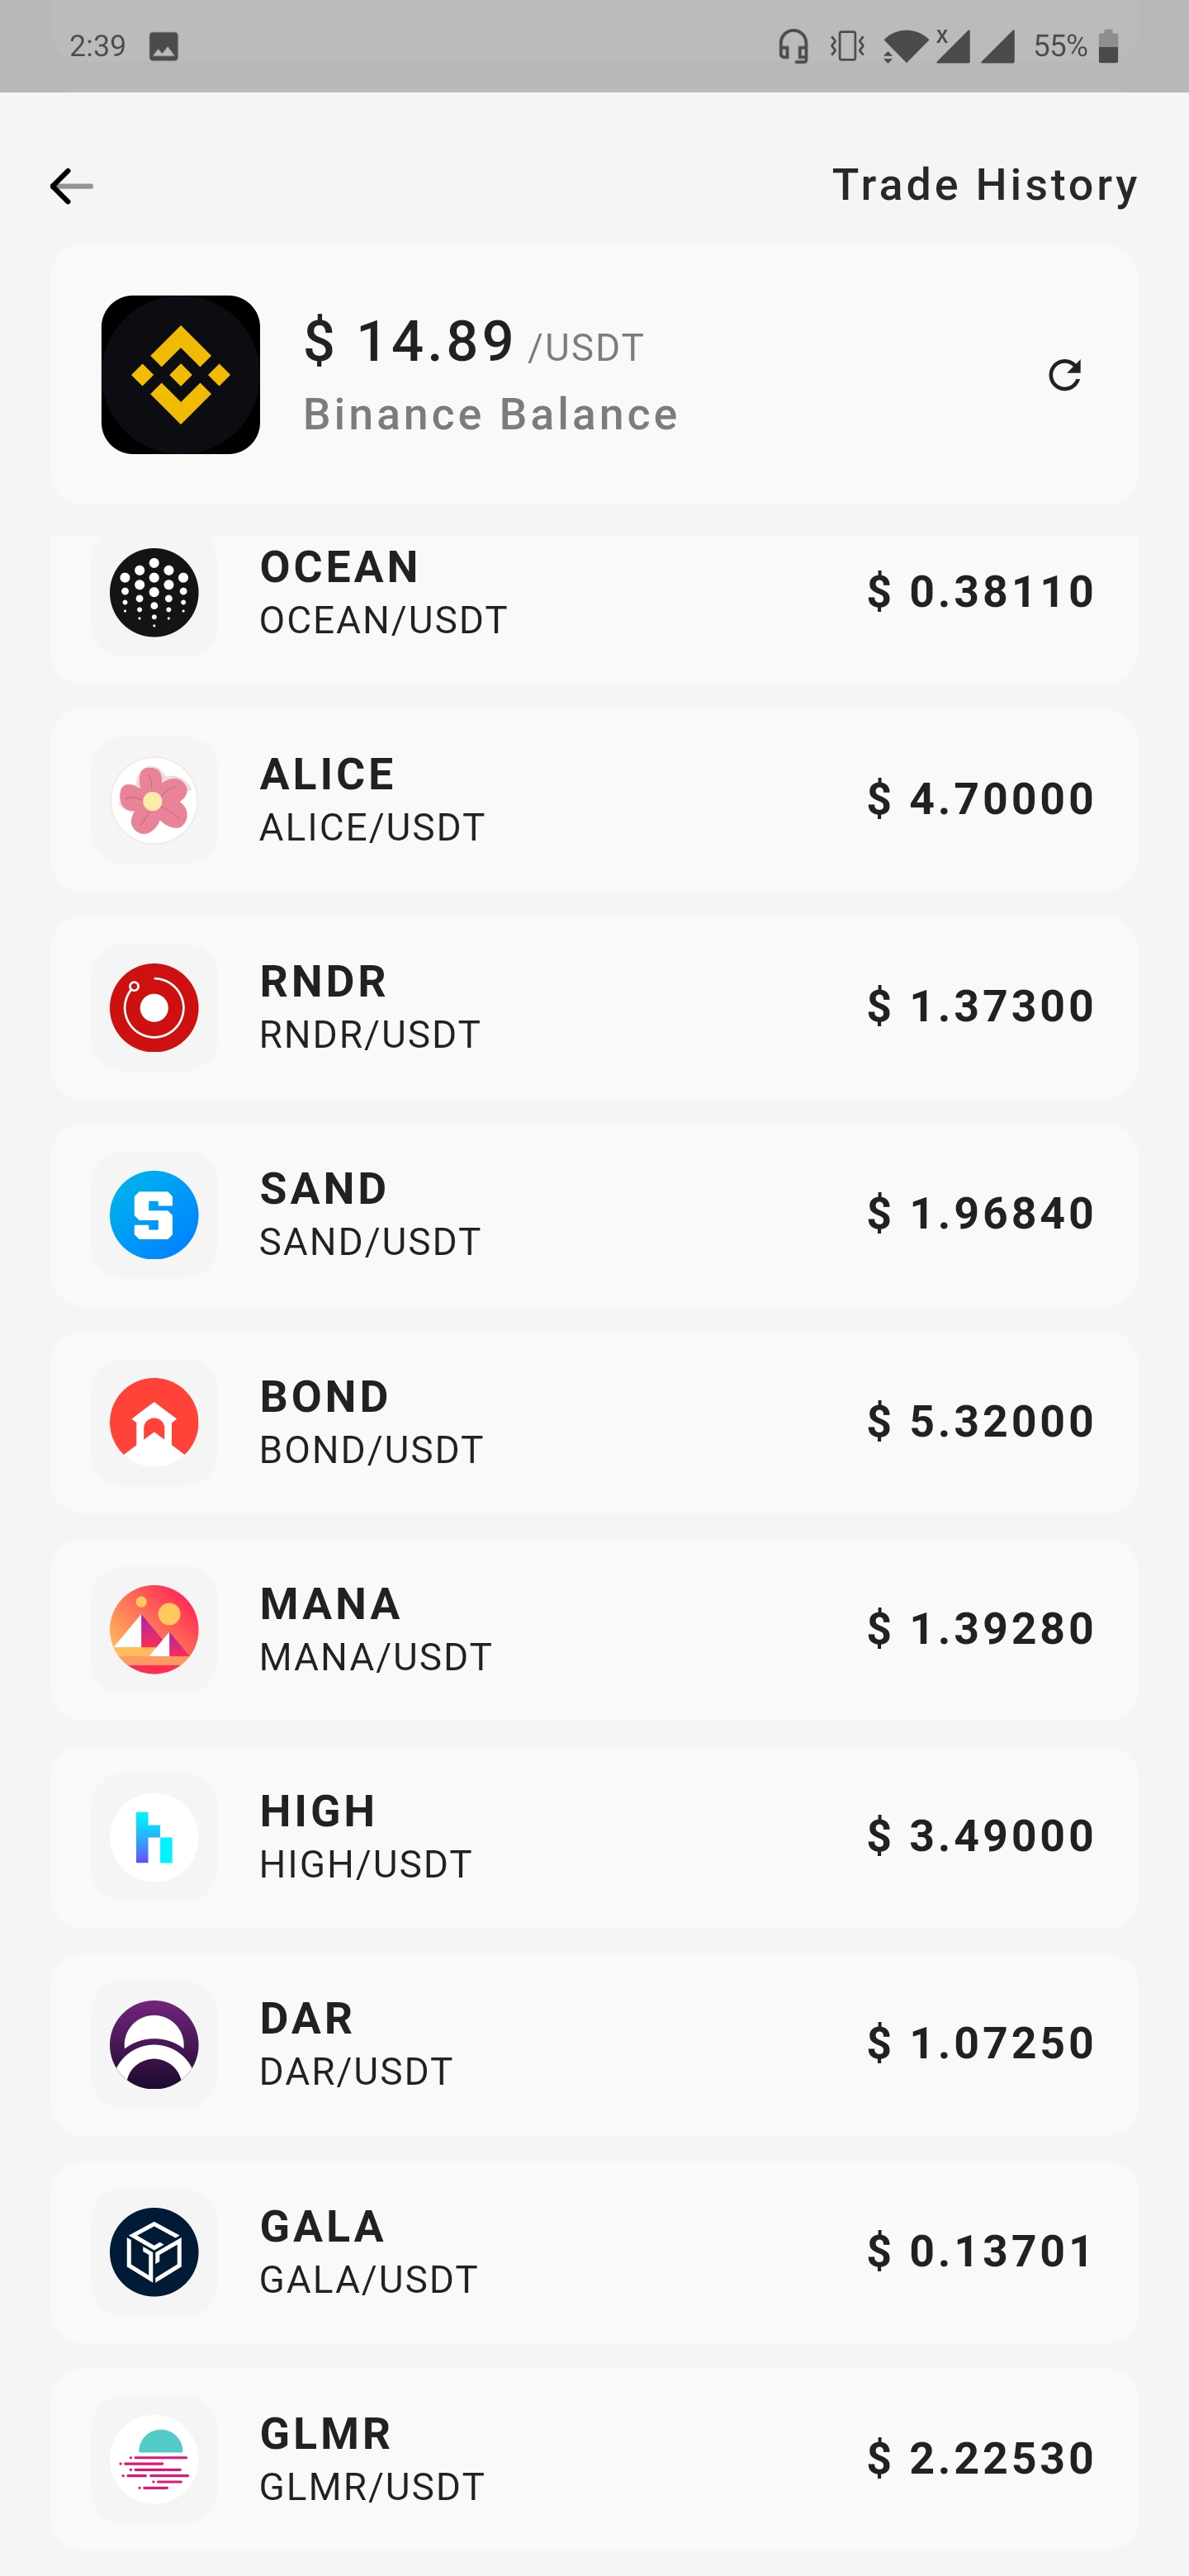 2:39
x
55%
Trade History
$ 14.89 /USDT
Binance Balance
OCEAN
OCEAN/USDT
$ 0.38110
ALICE
ALICE/USDT
$ 4.70000
RNDR
RNDR/USDT
$ 1.37300
SAND
SAND/USDT
$ 1.96840
BOND
BOND/USDT
$ 5.32000
MANA
MANA/USDT
$ 1.39280
HIGH
HIGH/USDT
$ 3.49000
DAR
DAR/USDT
$ 1.07250
GALA
GALA/USDT
$ 0.13701
GLMR
GLMR/USDT
$ 2.22530